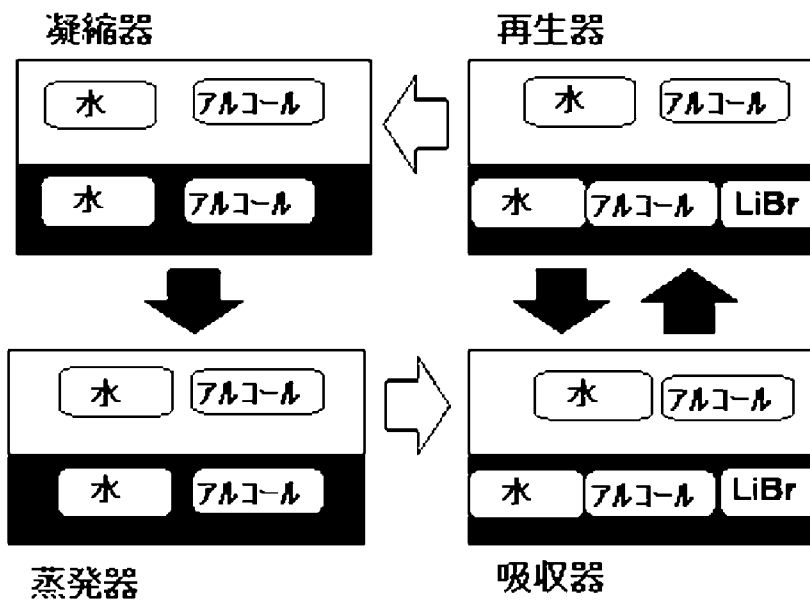 凝縮器
再生器
水 アルコール
水 アルコール
水 アルコール
水 アルコール LiBr
水 アルコール
水 アルコール
水 アルコール
水 アルコール LiBr
蒸発器
吸収器